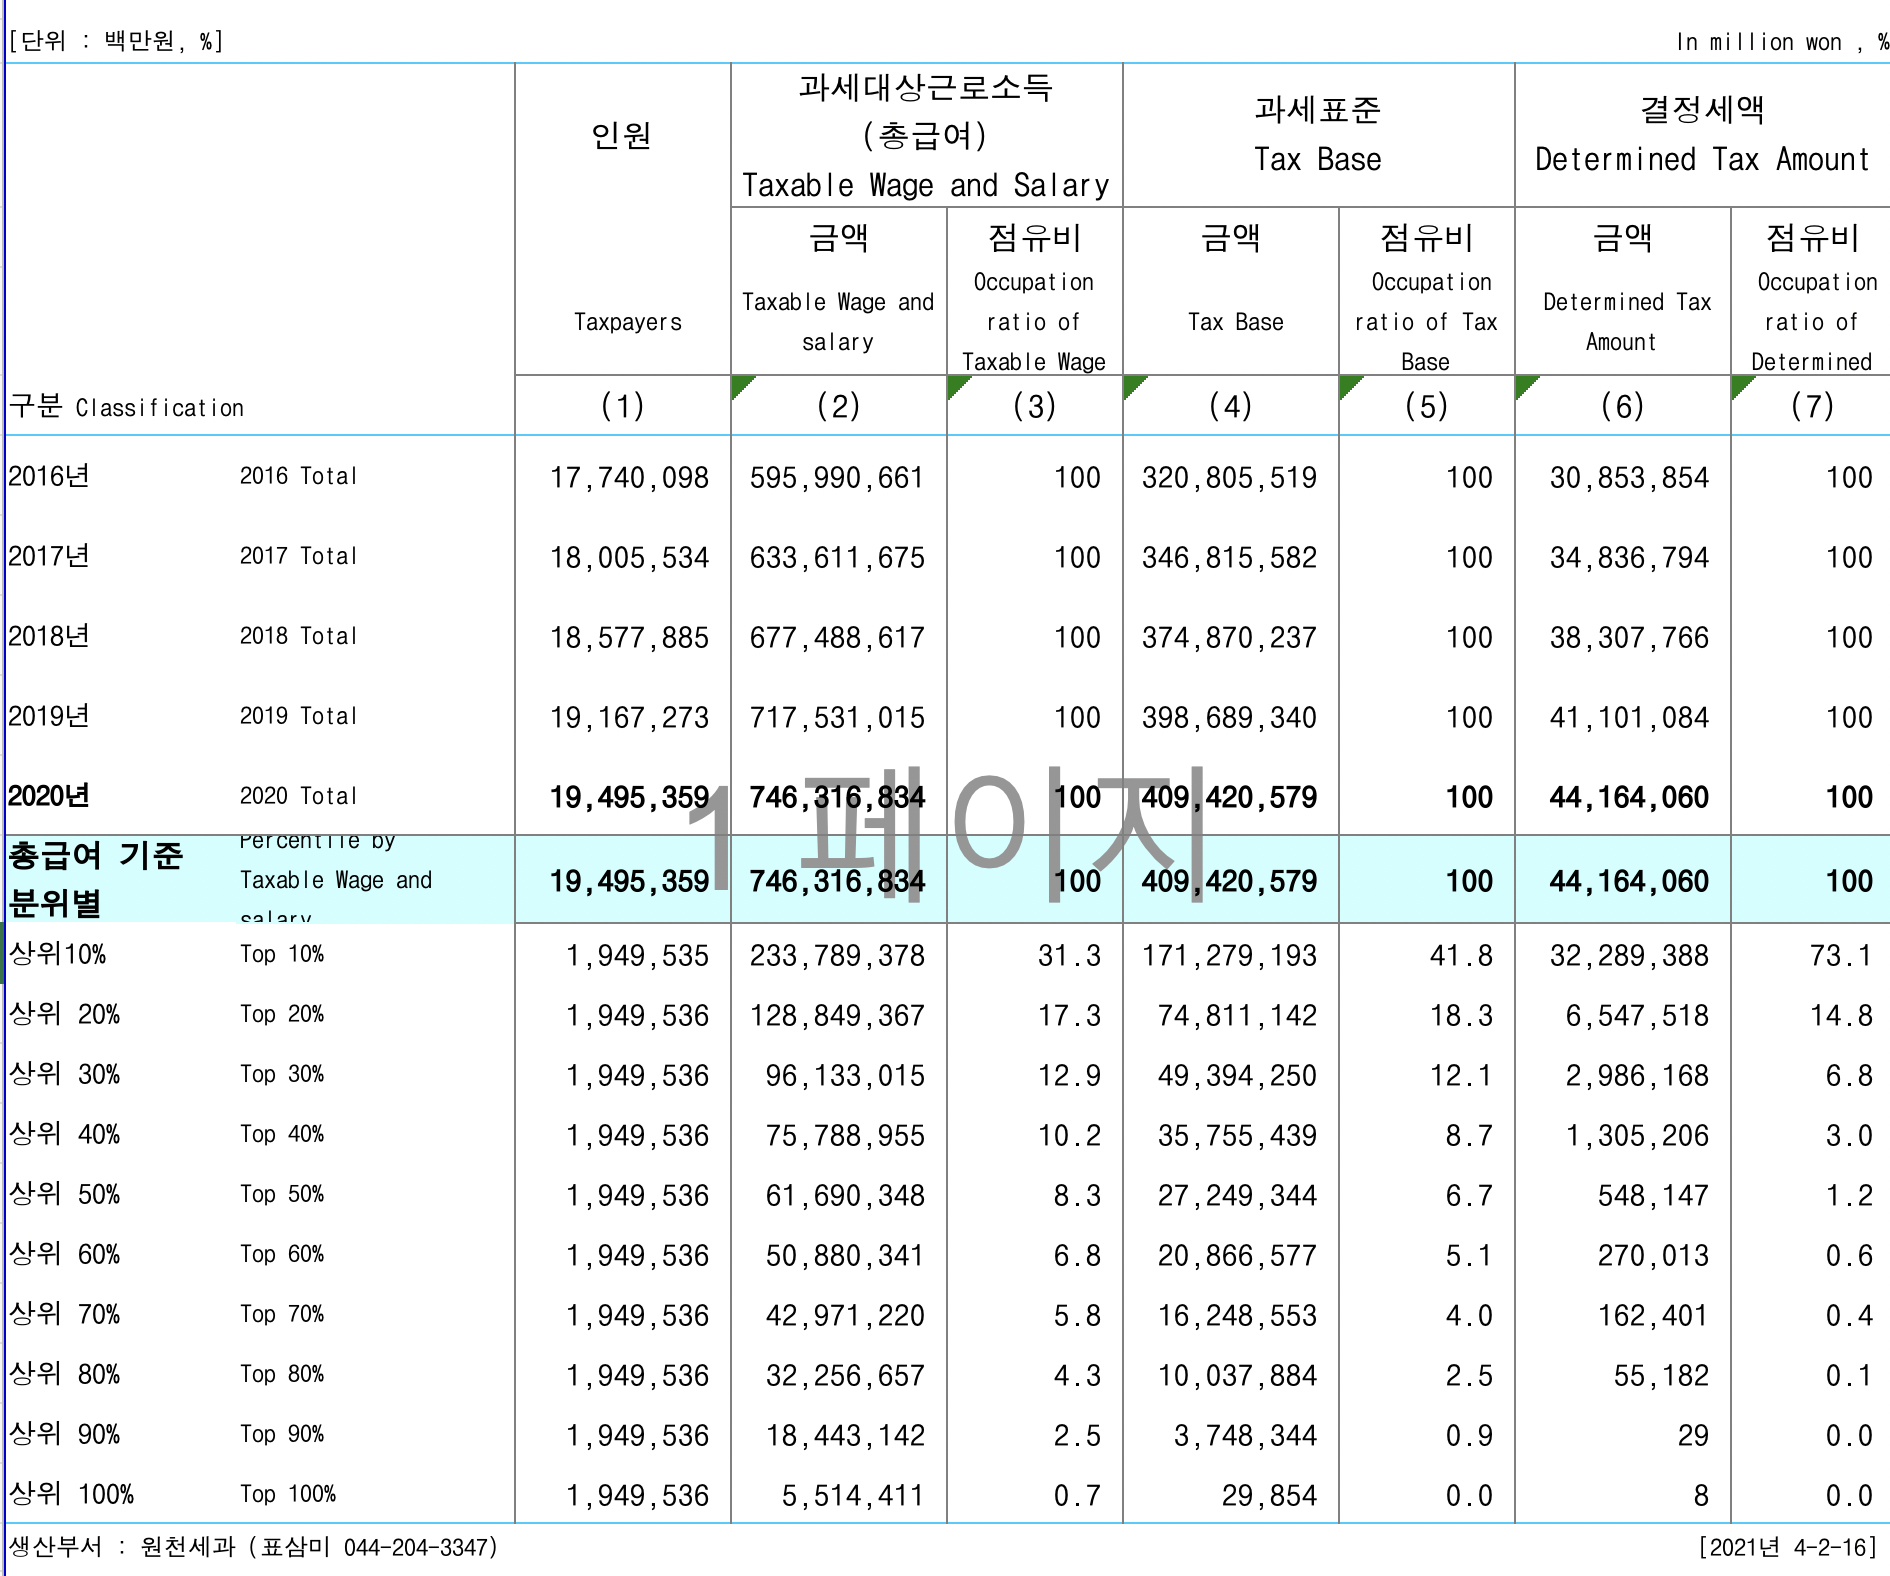 [단위 : 백만원, %] In million won , %
과세대상근로소득 (총급여) Taxable Wage and Salary
과세표준 Tax Base
결정세액 Determined Tax Amount
인원 Taxpayers
금액 Taxable Wage and salary
점유비 Occupation ratio of Taxable Wage
금액 Tax Base
점유비 Occupation ratio of Tax Base
금액 Determined Tax Amount
점유비 Occupation ratio of Determined
구분 Classification (1) (2) (3) (4) (5) (6) (7)
2016년 2016 Total 17,740,098 595,990,661 100 320,805,519 100 30,853,854 100
2017년 2017 Total 18,005,534 633,611,675 100 346,815,582 100 34,836,794 100
2018년 2018 Total 18,577,885 677,488,617 100 374,870,237 100 38,307,766 100
2019년 2019 Total 19,167,273 717,531,015 100 398,689,340 100 41,101,084 100
2020년 2020 Total 19,495,359 746,316,834 100 409,420,579 100 44,164,060 100
1 페이지
총급여 기준 분위별 Percentile by Taxable Wage and salary 19,495,359 746,316,834 100 409,420,579 100 44,164,060 100
상위10% Top 10% 1,949,535 233,789,378 31.3 171,279,193 41.8 32,289,388 73.1
상위 20% Top 20% 1,949,536 128,849,367 17.3 74,811,142 18.3 6,547,518 14.8
상위 30% Top 30% 1,949,536 96,133,015 12.9 49,394,250 12.1 2,986,168 6.8
상위 40% Top 40% 1,949,536 75,788,955 10.2 35,755,439 8.7 1,305,206 3.0
상위 50% Top 50% 1,949,536 61,690,348 8.3 27,249,344 6.7 548,147 1.2
상위 60% Top 60% 1,949,536 50,880,341 6.8 20,866,577 5.1 270,013 0.6
상위 70% Top 70% 1,949,536 42,971,220 5.8 16,248,553 4.0 162,401 0.4
상위 80% Top 80% 1,949,536 32,256,657 4.3 10,037,884 2.5 55,182 0.1
상위 90% Top 90% 1,949,536 18,443,142 2.5 3,748,344 0.9 29 0.0
상위 100% Top 100% 1,949,536 5,514,411 0.7 29,854 0.0 8 0.0
생산부서 : 원천세과 (표삼미 044-204-3347) [2021년 4-2-16]